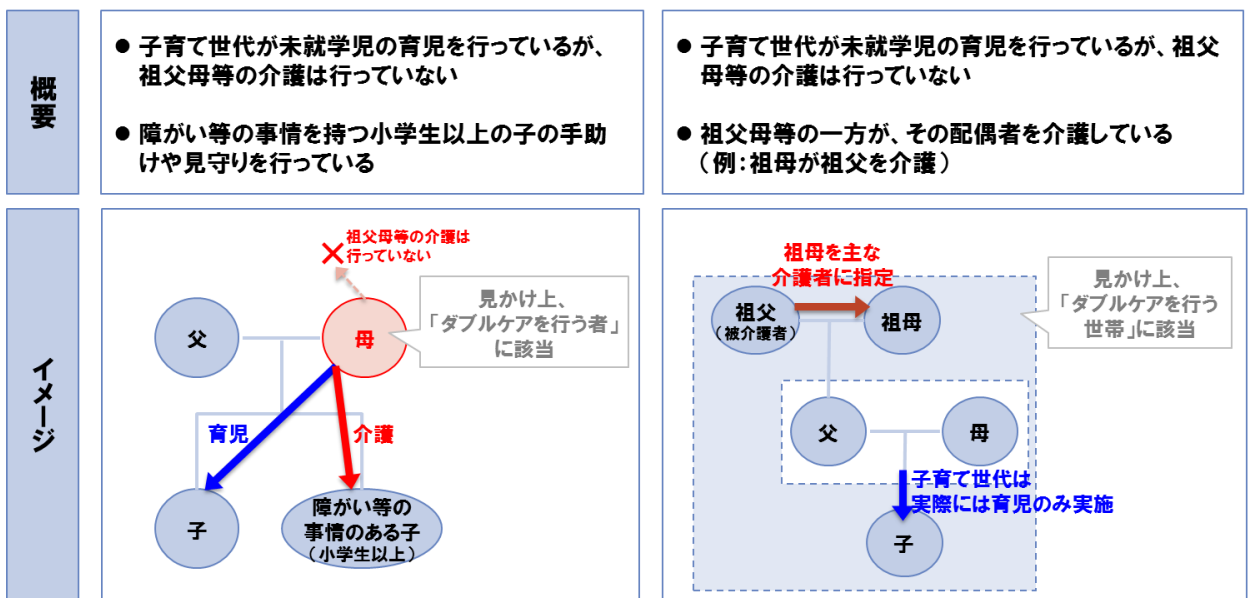 概要
● 子育て世代が未就学児の育児を行っているが、
祖父母等の介護は行っていない
● 障がい等の事情を持つ小学生以上の子の手助
けや見守りを行っている
● 子育て世代が未就学児の育児を行っているが、祖父
母等の介護は行っていない
● 祖父母等の一方が、その配偶者を介護している
(例:祖母が祖父を介護)
イメージ
祖父母等の介護は
行っていない
見かけ上、
「ダブルケアを行う者」
に該当
父
母
育児
介護
子
障がい等の
事情のある子
(小学生以上)
祖母を主な
介護者に指定
見かけ上、
「ダブルケアを行う
世帯」に該当
祖父
(被介護者)
祖母
父
母
子育て世代は
実際には育児のみ実施
子